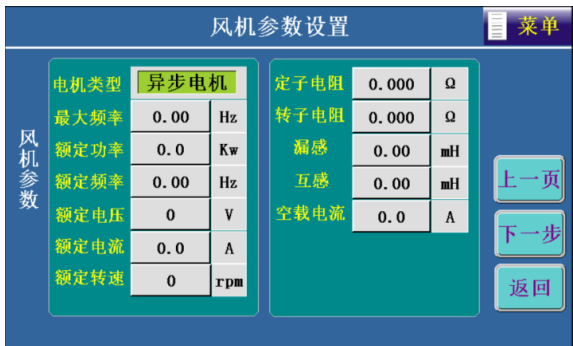 风机参数设置
菜单
风机参数
电机类型 异步电机
最大频率 0.00 Hz
额定功率 0.0 Kw
额定频率 0.00 Hz
额定电压 0 V
额定电流 0.0 A
额定转速 0 rpm
定子电阻 0.000 Ω
转子电阻 0.000 Ω
漏感 0.00 mH
互感 0.00 mH
空载电流 0.0 A
上一页
下一步
返回